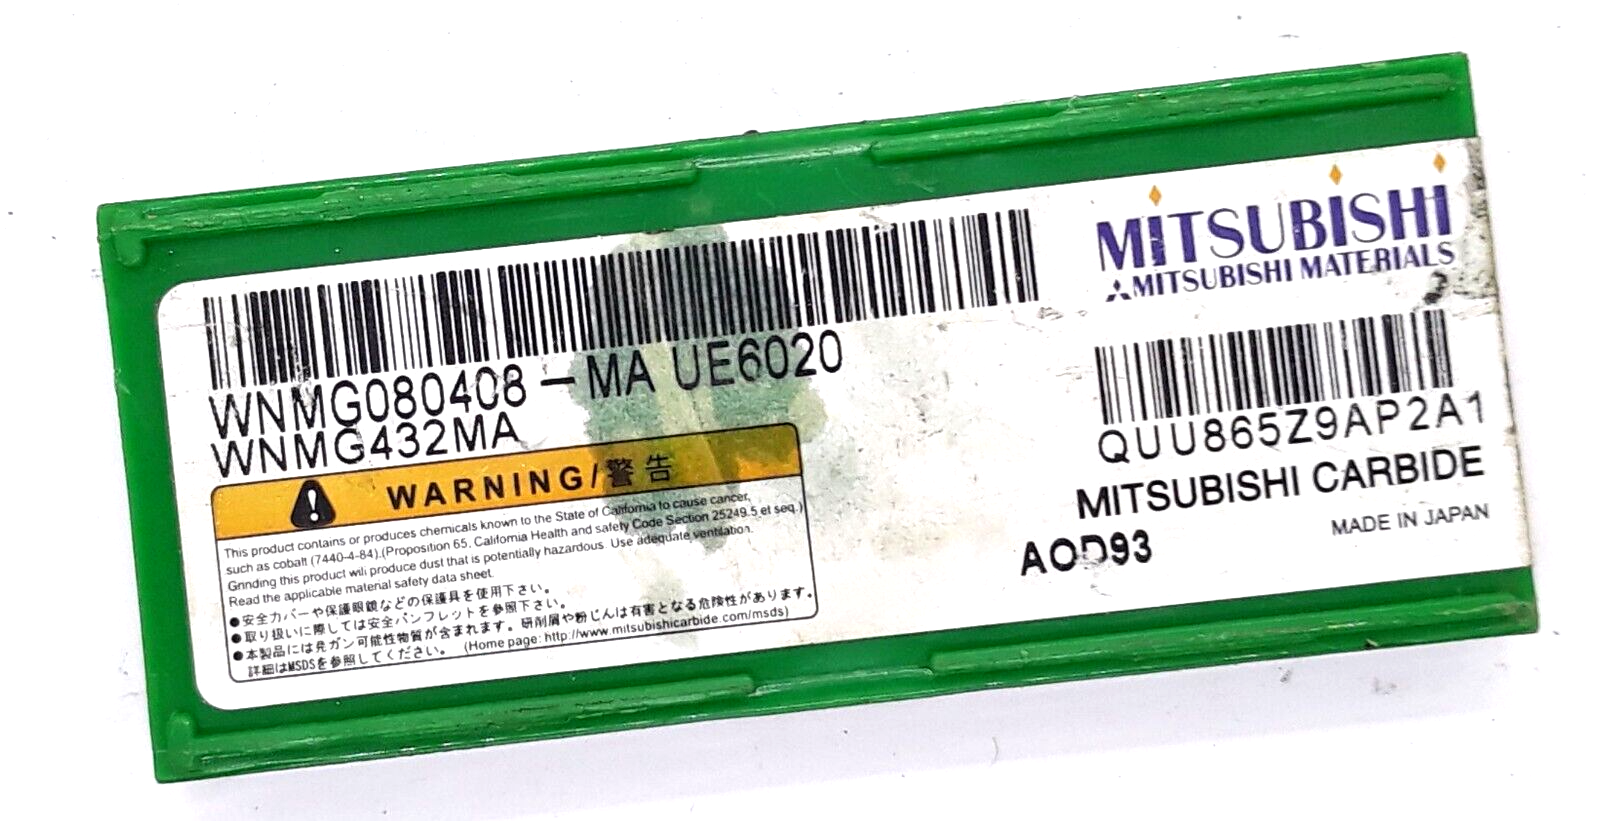 MITSUBISHI
MITSUBISHI MATERIALS
WNMG080408-MA UE6020
WNMG432MA
QUU865Z9AP2A1
MITSUBISHI CARBIDE
MADE IN JAPAN
AOD93
WARNING/警告
This product contains or produces chemicals known to the State of California to cause cancer,
such as cobalt (7440-4-84).(Proposition 65, California Health and safety Code Section 25249.5 et seq.)
Grinding this product will produce dust that is potentially hazardous. Use adequate ventilation.
Read the applicable material safety data sheet.
●安全カバーや保護眼鏡などの保護具を使用下さい。
●取り扱いに際しては安全パンフレットを参照下さい。
●本製品には発ガン可能性物質が含まれます。研削屑や粉じんは有害となる危険性があります。
詳細はMSDSを参照してください。 (Home page: http://www.mitsubishicarbide.com/msds)